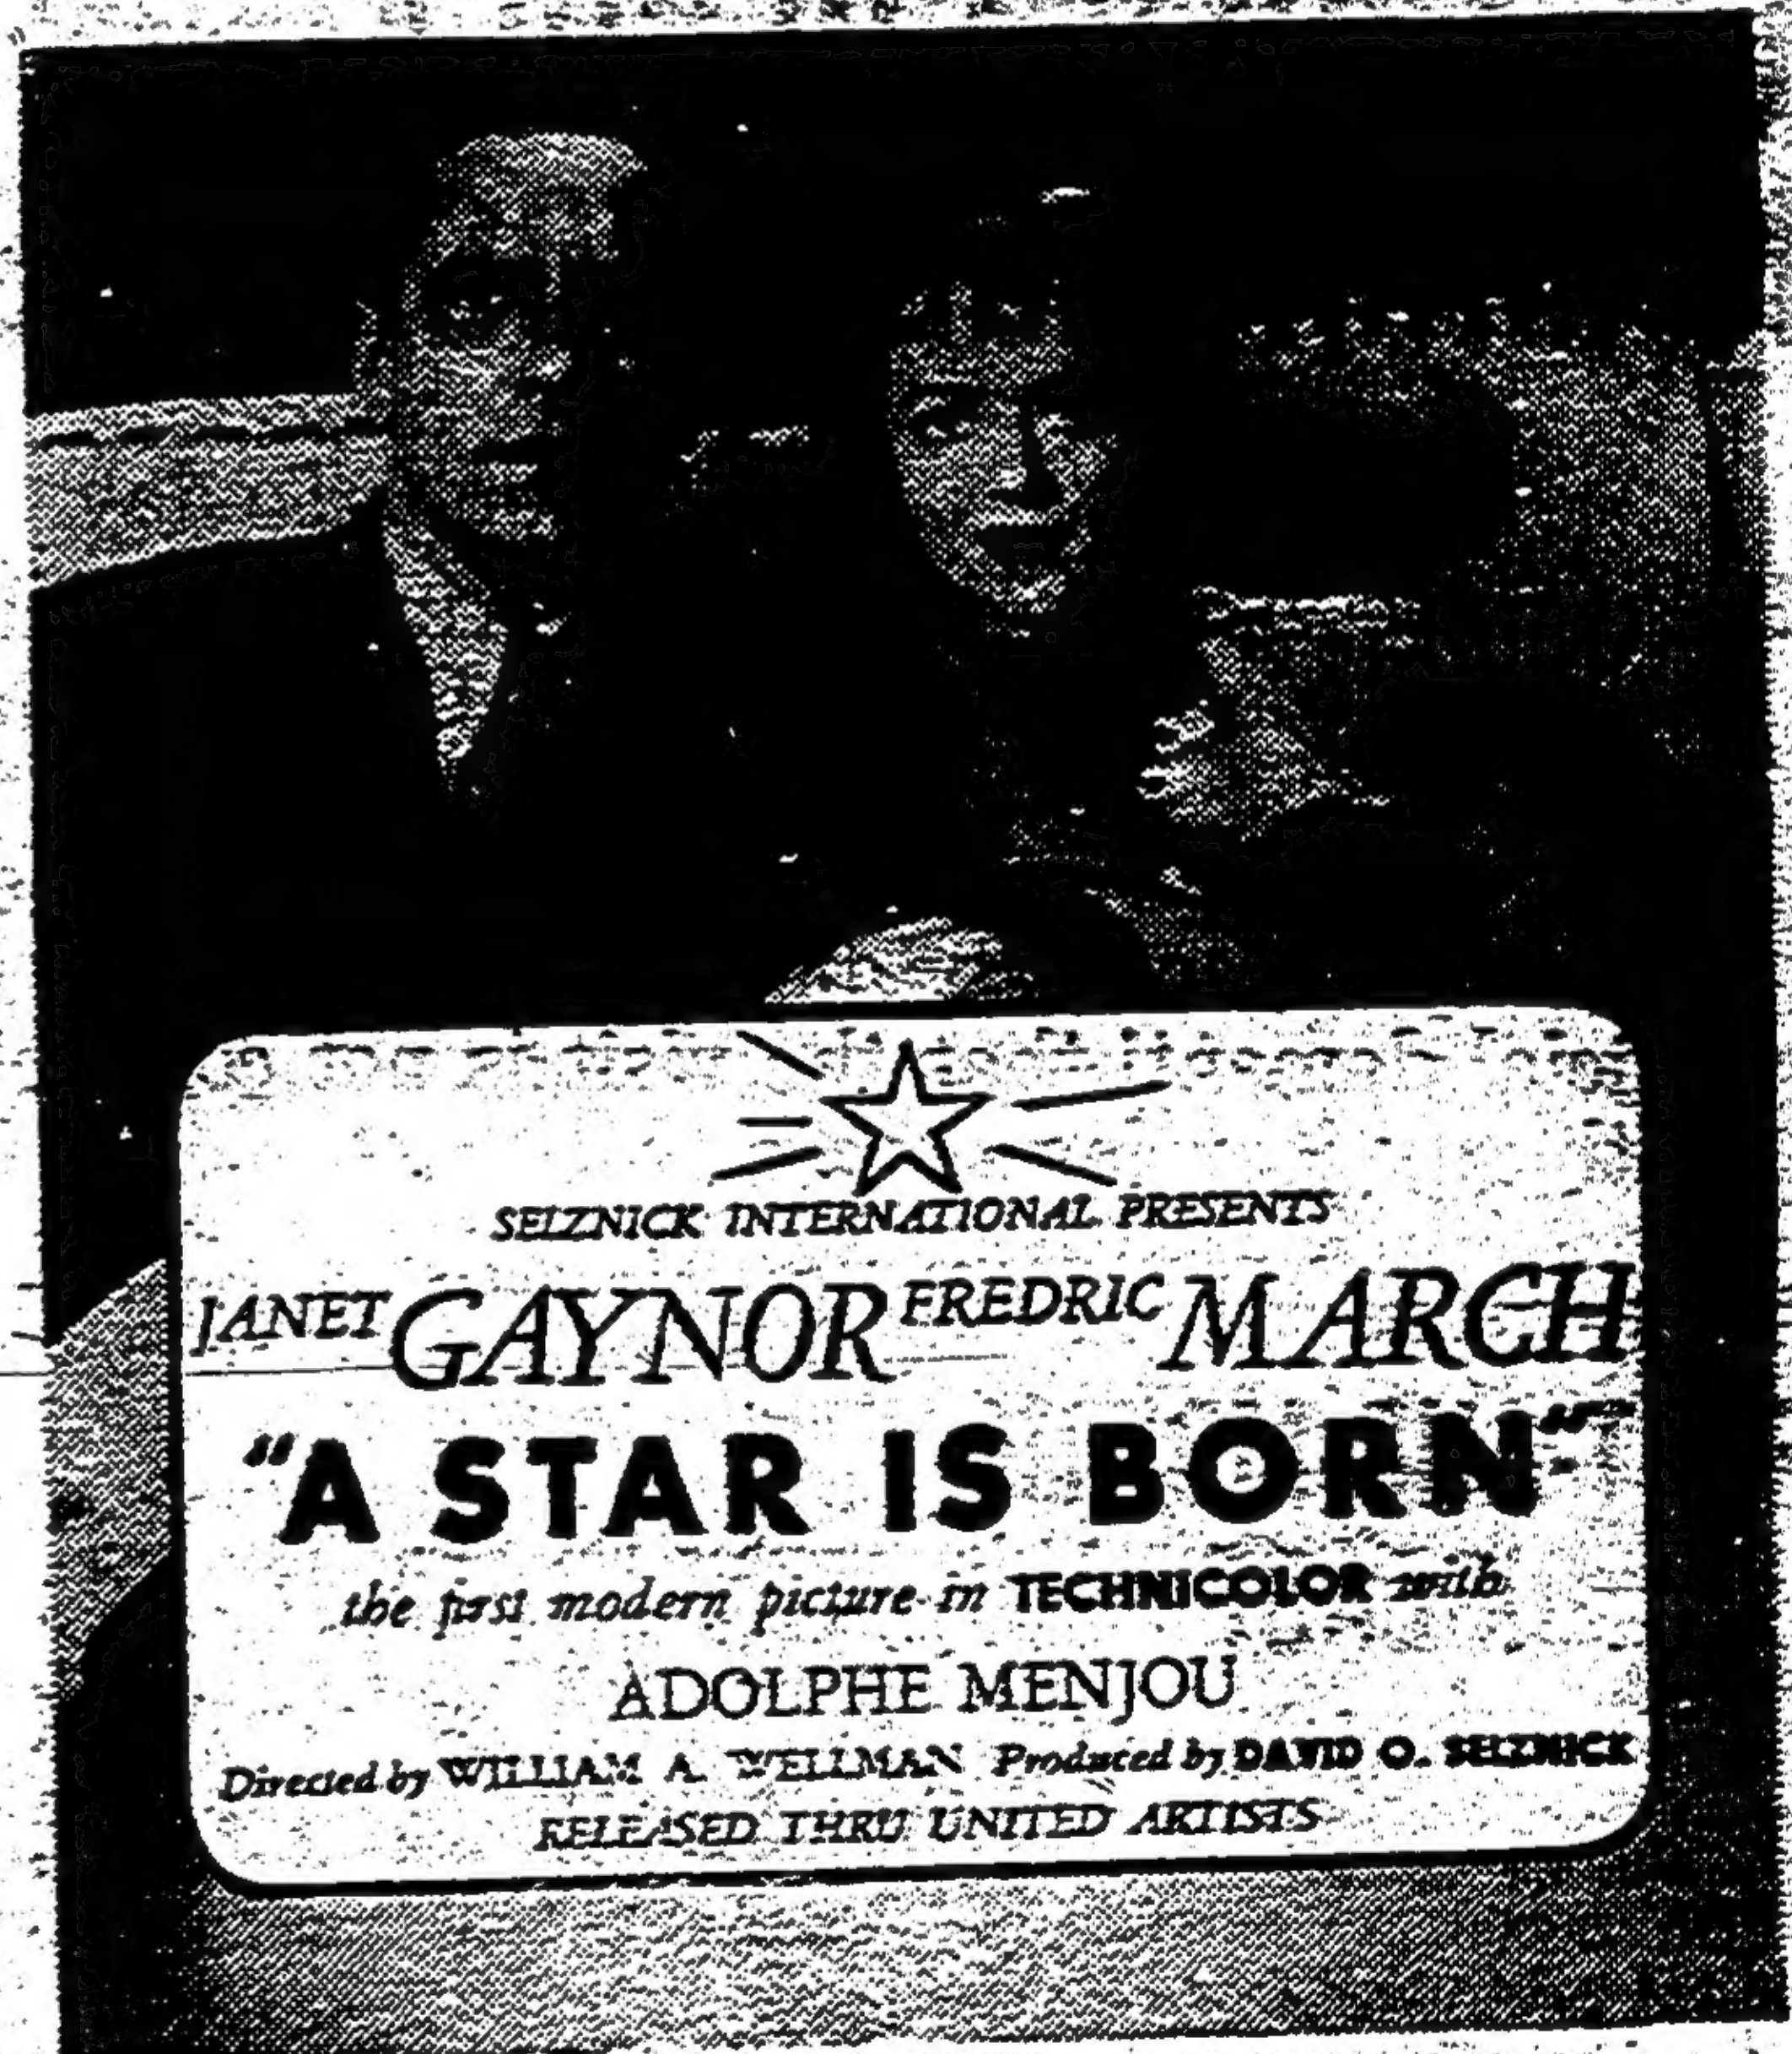 SELZNICK INTERNATIONAL PRESENTS
JANET GAYNOR FREDRIC MARCH
"A STAR IS BORN"
the first modern picture in TECHNICOLOR with
ADOLPHE MENJOU
Directed by WILLIAM A. WELLMAN Produced by DAVID O. SELZNICK
RELEASED THRU UNITED ARTISTS